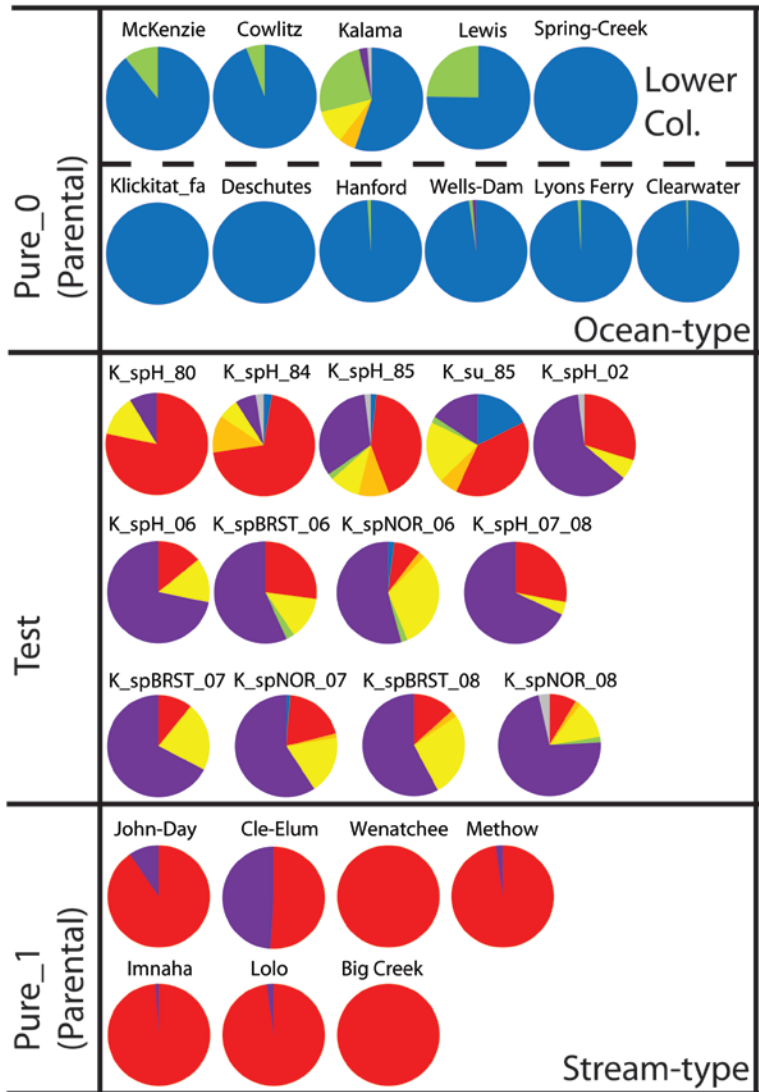 McKenzie Cowlitz Kalama Lewis Spring-Creek
Lower
Col.
Pure_0
(Parental)
Klickitat_fa Deschutes Hanford Wells-Dam Lyons Ferry Clearwater
Ocean-type
Test
K_spH_80 K_spH_84 K_spH_85 K_su_85 K_spH_02
K_spH_06 K_spBRST_06 K_spNOR_06 K_spH_07_08
K_spBRST_07 K_spNOR_07 K_spBRST_08 K_spNOR_08
Pure_1
(Parental)
John-Day Cle-Elum Wenatchee Methow
Imnaha Lolo Big Creek
Stream-type